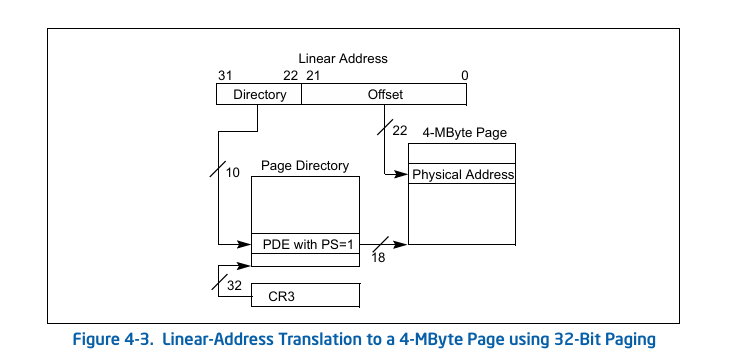 Linear Address
31 22 21 0
Directory Offset
22
4-MByte Page
Page Directory
10
Physical Address
PDE with PS=1
18
32
CR3
Figure 4-3. Linear-Address Translation to a 4-MByte Page using 32-Bit Paging